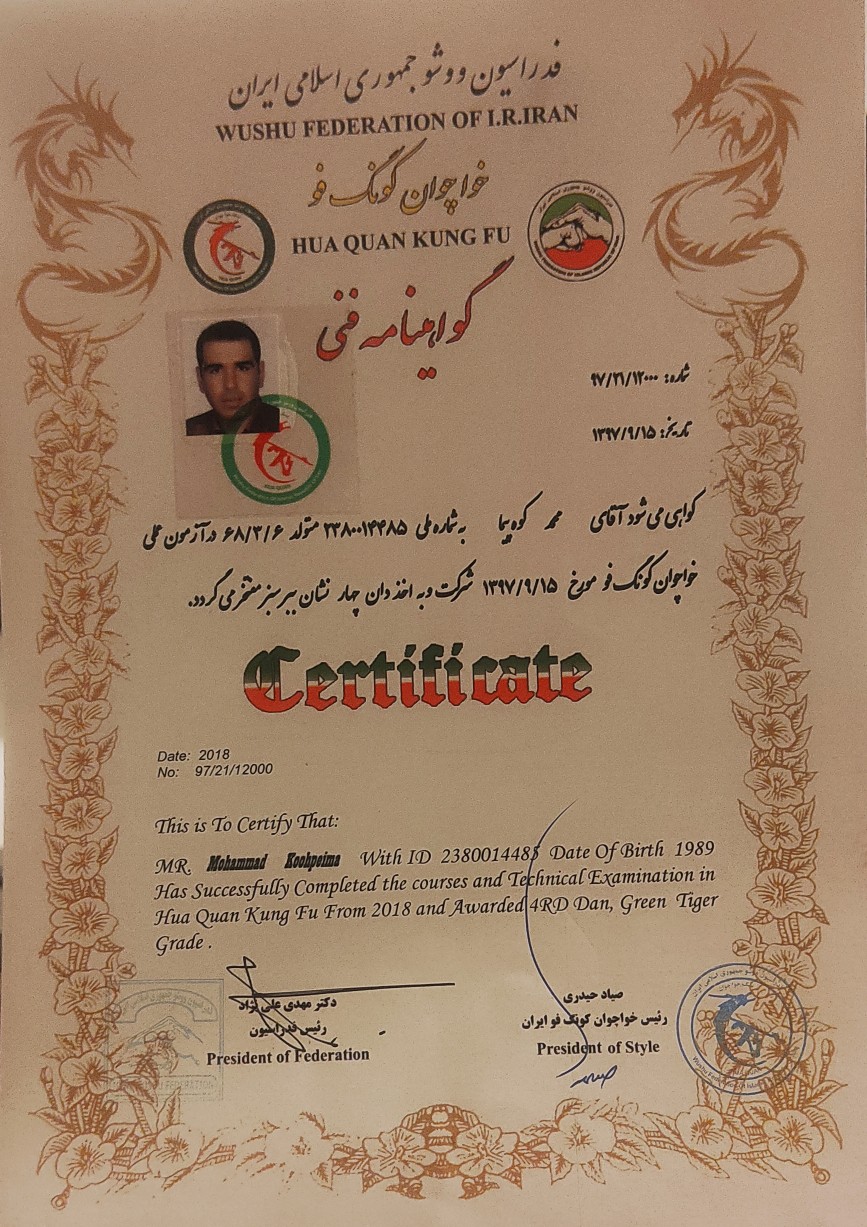 فدراسیون ووشو جمهوری اسلامی ایران
WUSHU FEDERATION OF I.R.IRAN
خواچوان گونگ فو
HUA QUAN KUNG FU
گواهینامه فنی
شماره: ۹۷/۲۱/۱۲۰۰۰
تاریخ: ۱۳۹۷/۹/۱۵
گواهی می شود آقای محمد کوه پیما به شماره ملی ۲۳۸۰۰۱۴۴۸۵ متولد ۶۸/۳/۶ در آزمون عملی
خواچوان گونگ فو مورخ ۱۳۹۷/۹/۱۵ شرکت و به اخذ دان چهار نشان ببر سبز مفتخر می گردد.
Certificate
Date: 2018
No: 97/21/12000
This is To Certify That:
MR. Mohammad Koohpeima With ID 2380014485 Date Of Birth 1989
Has Successfully Completed the courses and Technical Examination in
Hua Quan Kung Fu From 2018 and Awarded 4RD Dan, Green Tiger
Grade .
دکتر مهدی علی نژاد
رئیس فدراسیون
President of Federation
صیاد حیدری
رئیس خواچوان کونگ فو ایران
President of Style